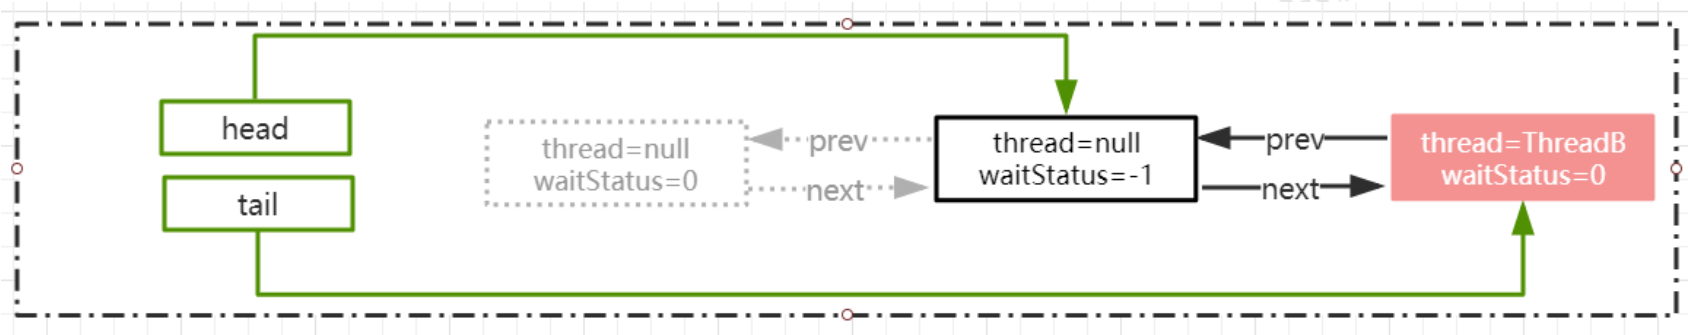 head
tail
thread=null
waitStatus=0
prev
next
thread=null
waitStatus=-1
prev
next
thread=ThreadB
waitStatus=0